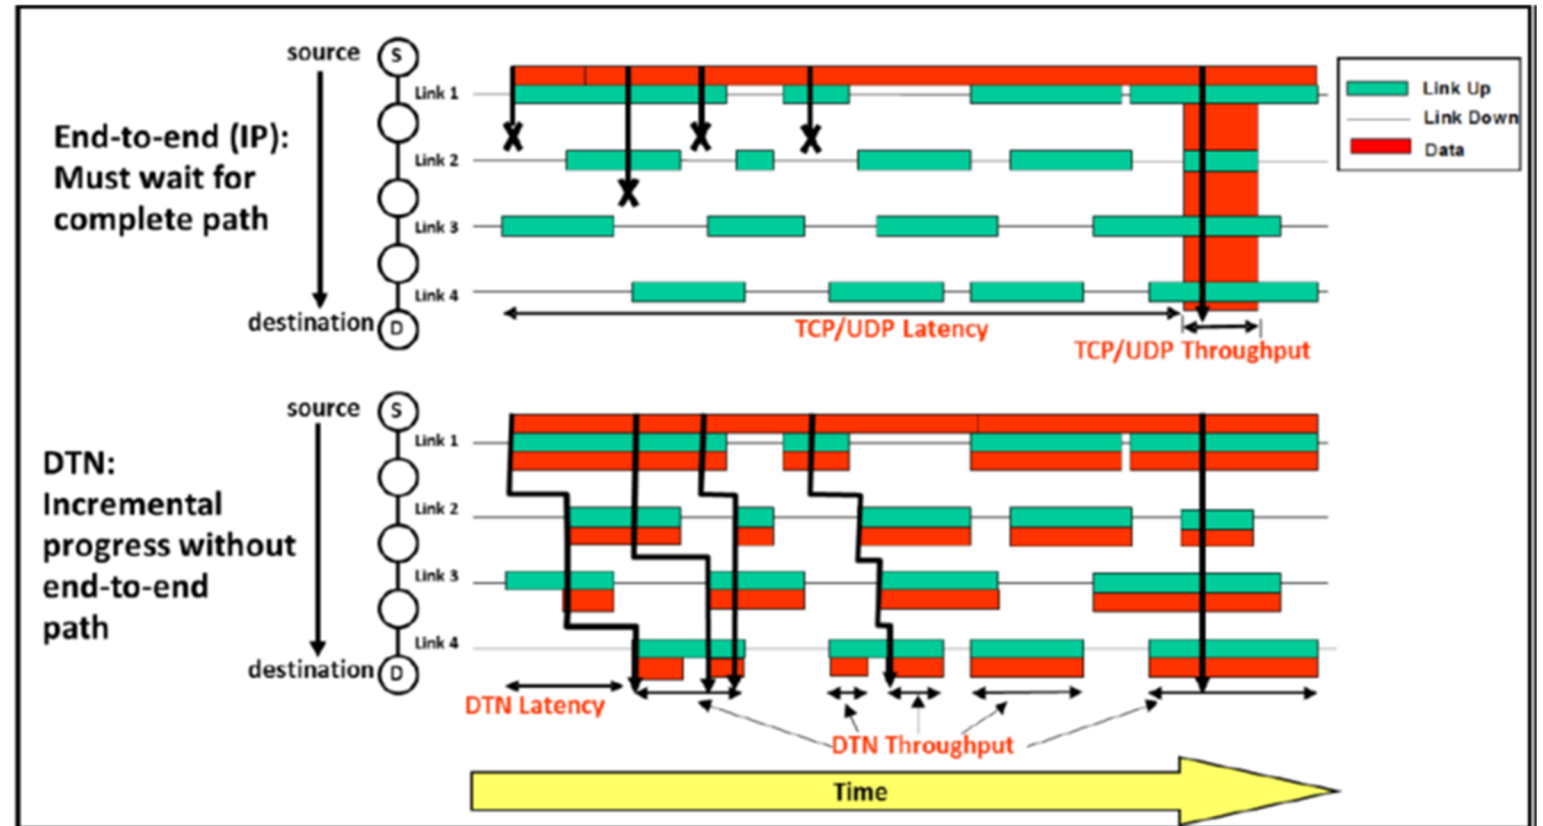 source
S
Link 1
End-to-end (IP):
Must wait for
complete path
Link 2
Link 3
Link 4
destination
D
Link Up
Link Down
Data
TCP/UDP Latency
TCP/UDP Throughput
source
S
Link 1
DTN:
Incremental
progress without
end-to-end
path
Link 2
Link 3
Link 4
destination
D
DTN Latency
DTN Throughput
Time